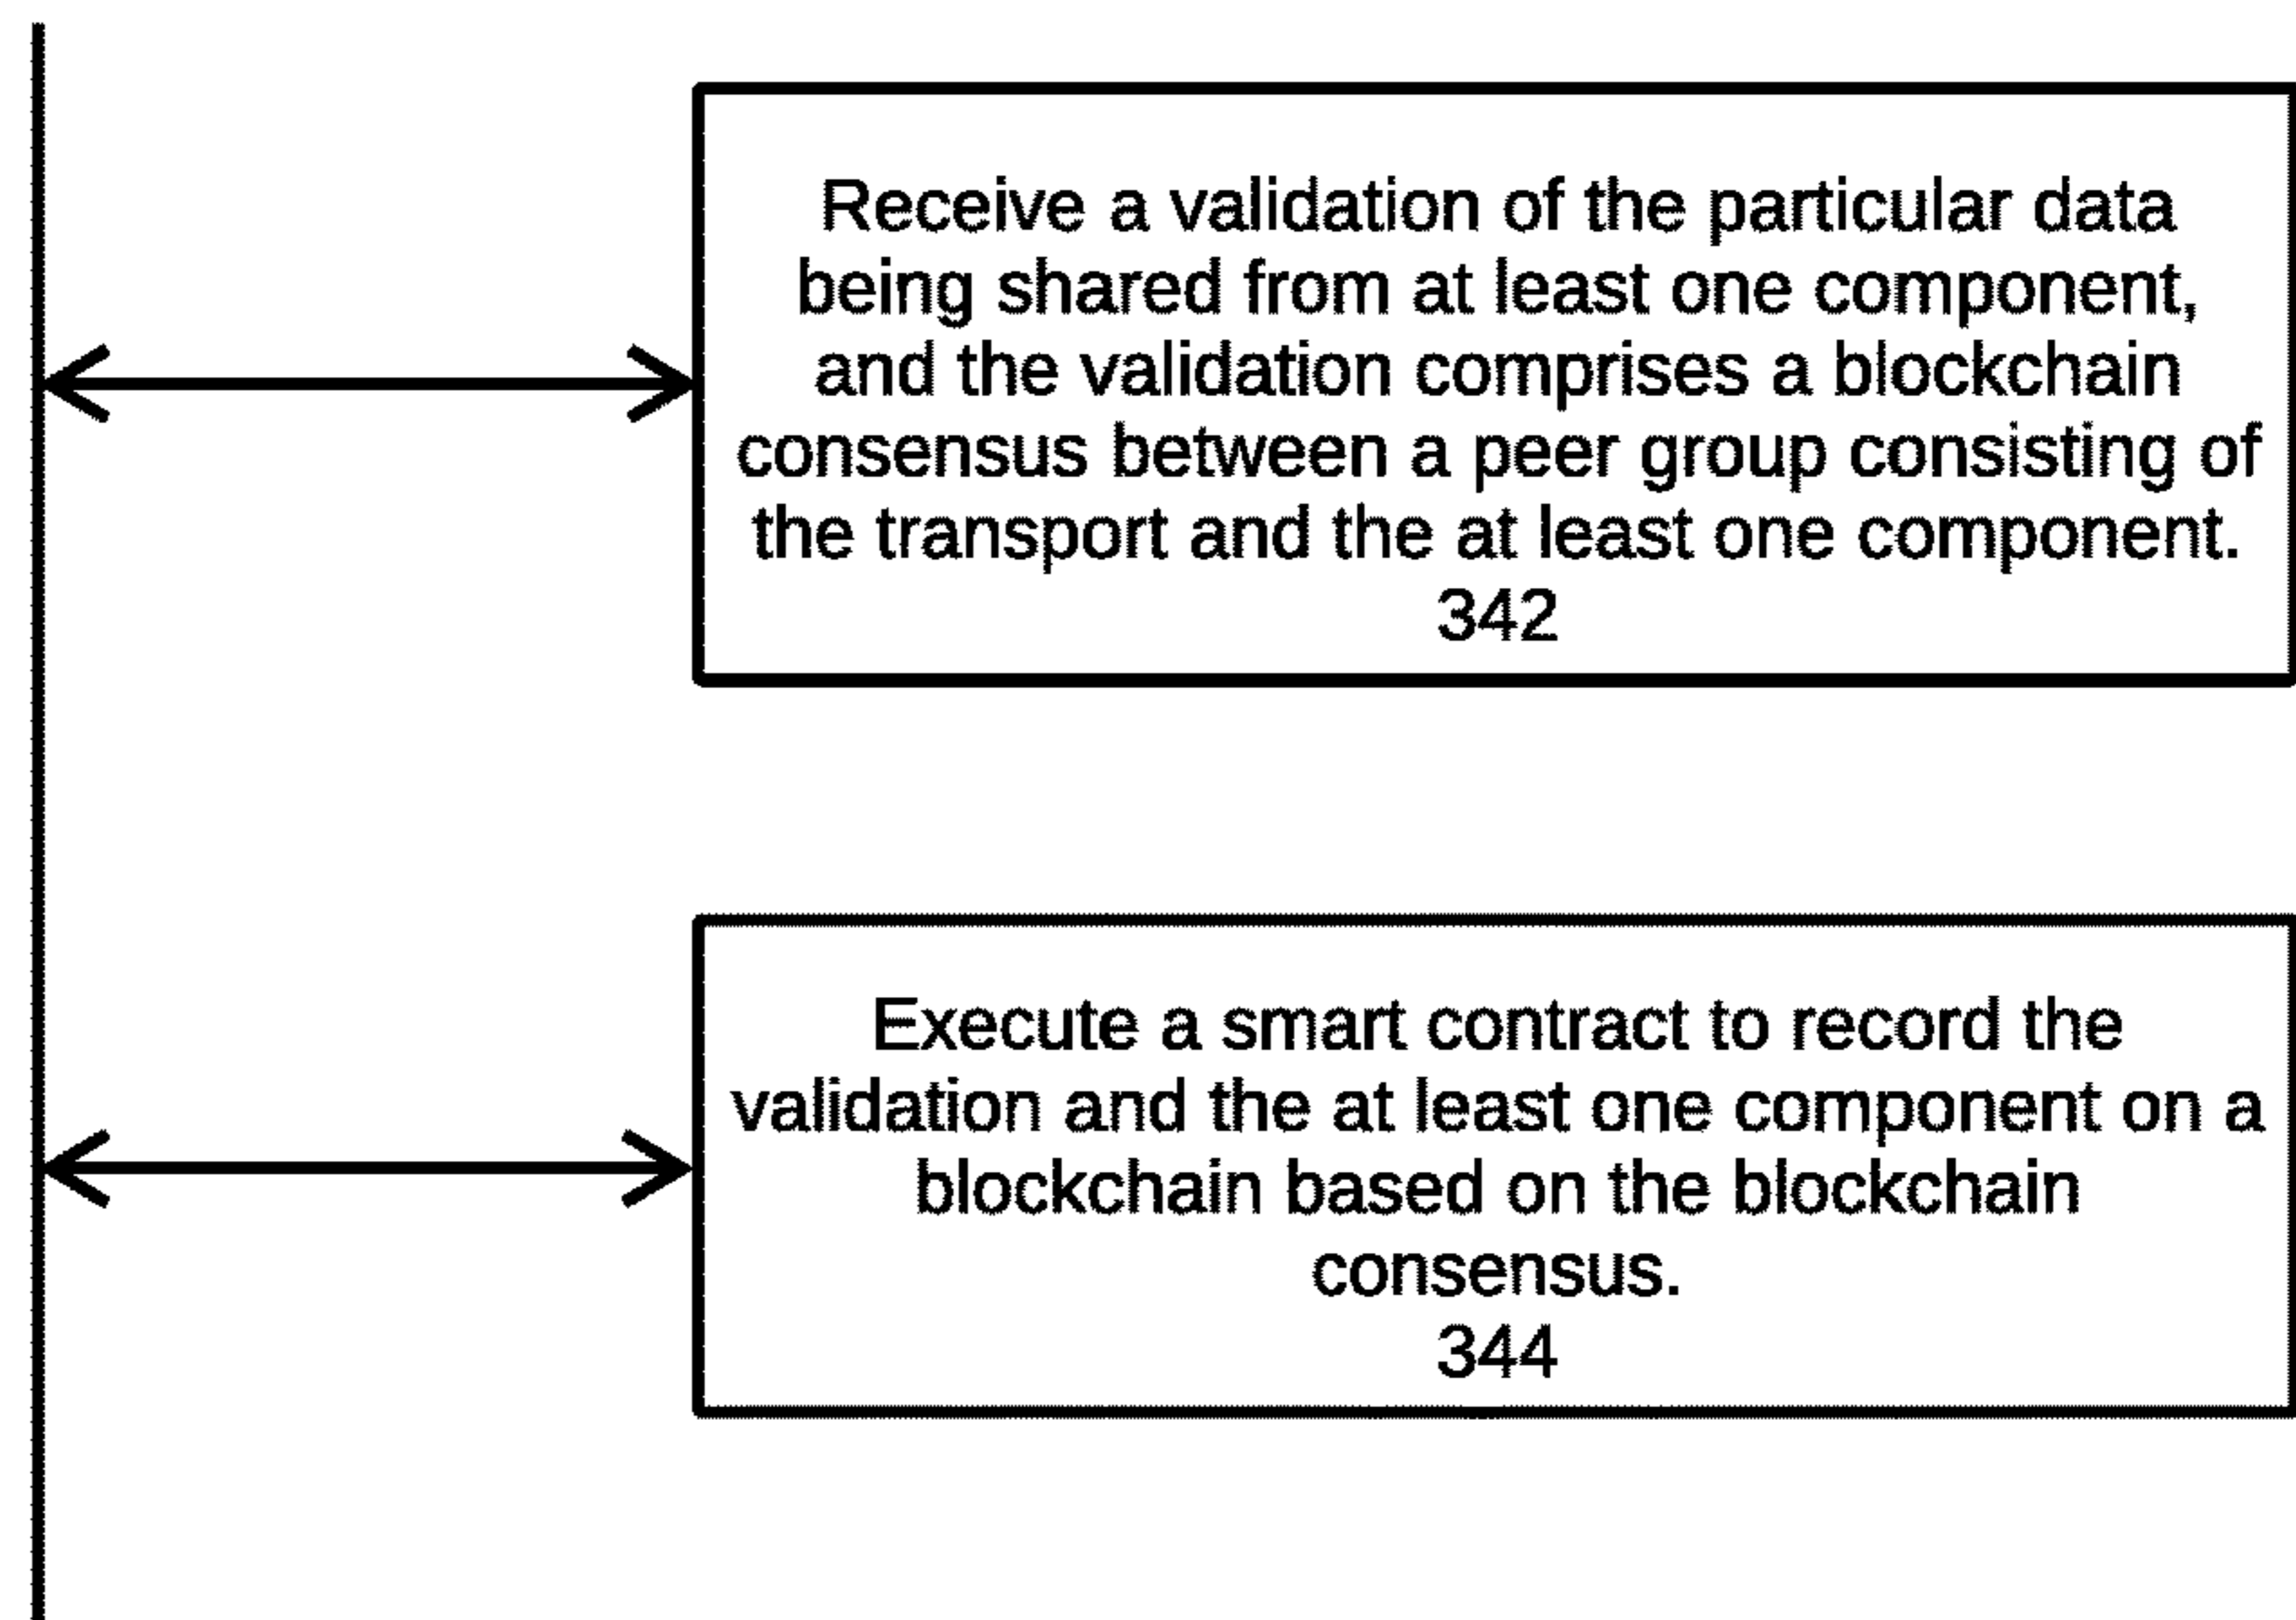 Receive a validation of the particular data
being shared from at least one component,
and the validation comprises a blockchain
consensus between a peer group consisting of
the transport and the at least one component.
342
Execute a smart contract to record the
validation and the at least one component on a
blockchain based on the blockchain
consensus.
344